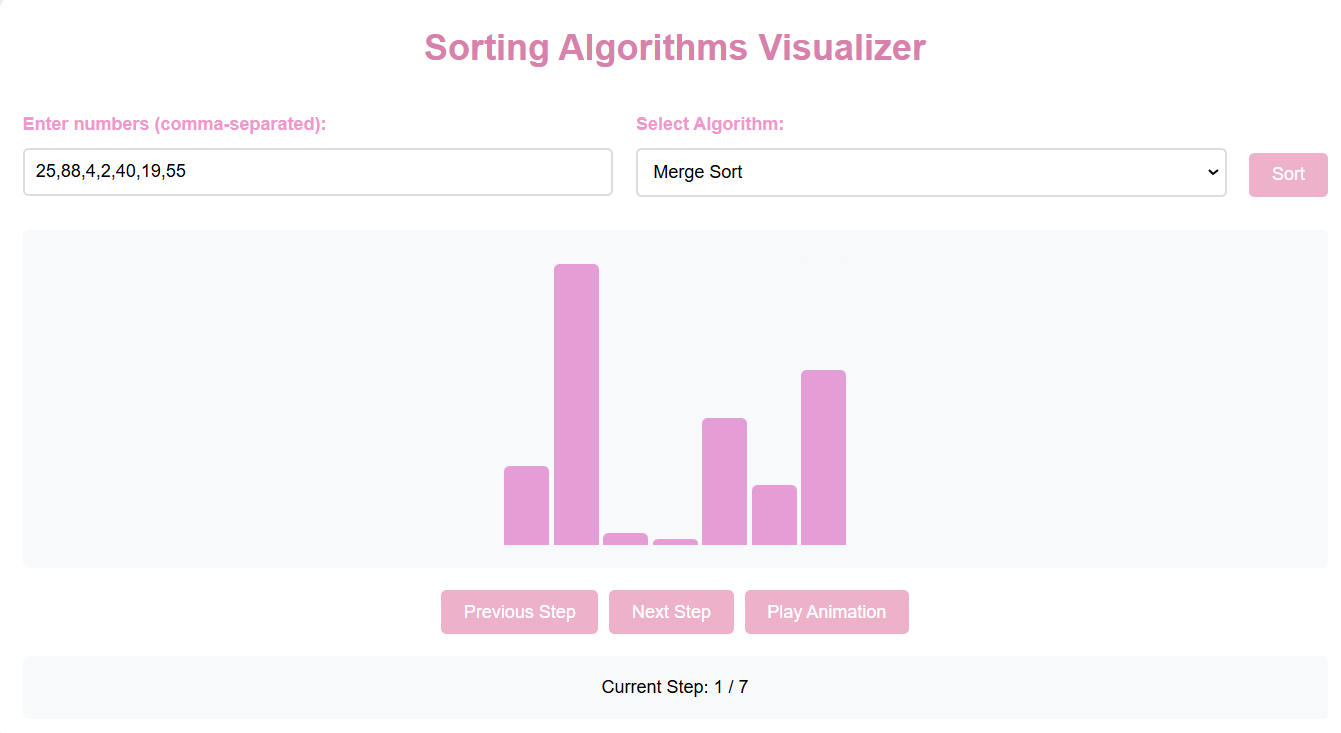 Sorting Algorithms Visualizer
Enter numbers (comma-separated):
Select Algorithm:
25,88,4,2,40,19,55
Merge Sort
Sort
Previous Step
Next Step
Play Animation
Current Step: 1 / 7